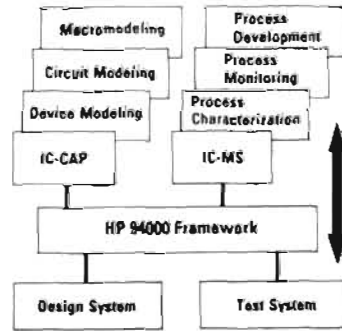 Macromodeling
Circuit Modeling
Device Modeling
IC-CAP
Process
Development
Process
Monitoring
Process
Characterization
IC-MS
HP 94000 Framework
Design System
Test System